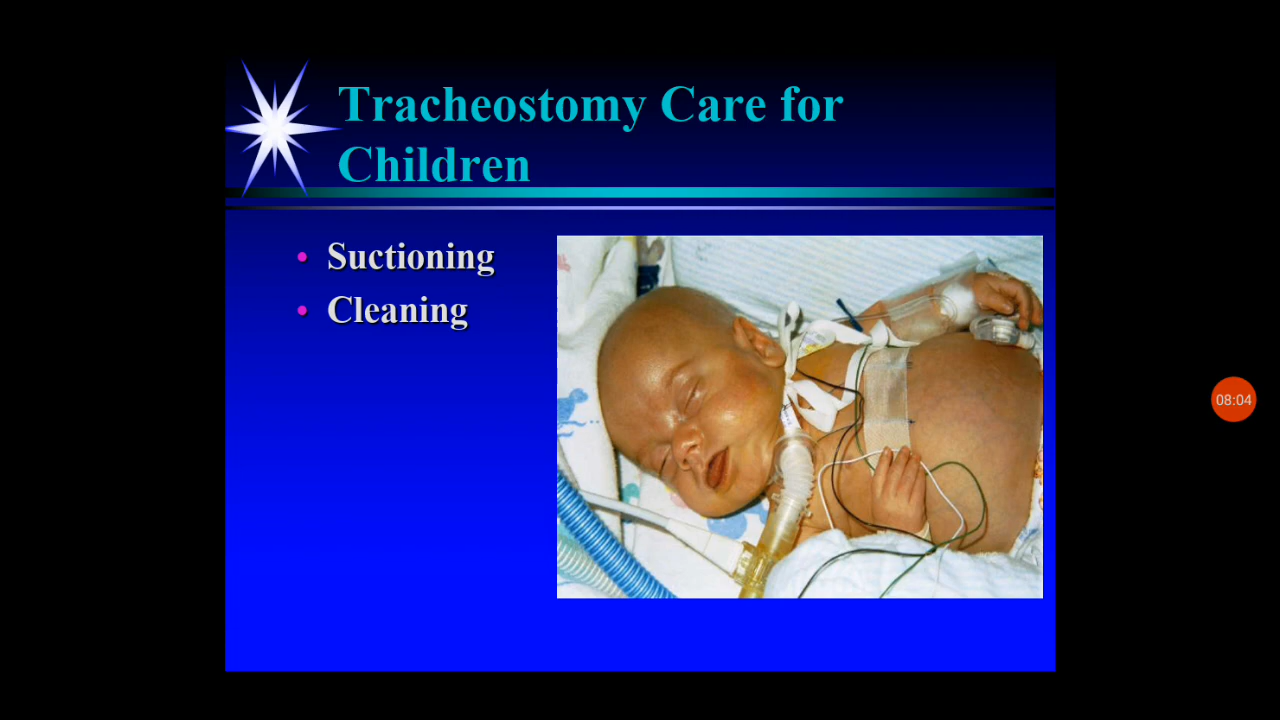 Tracheostomy Care for
Children
• Suctioning
• Cleaning
08:04